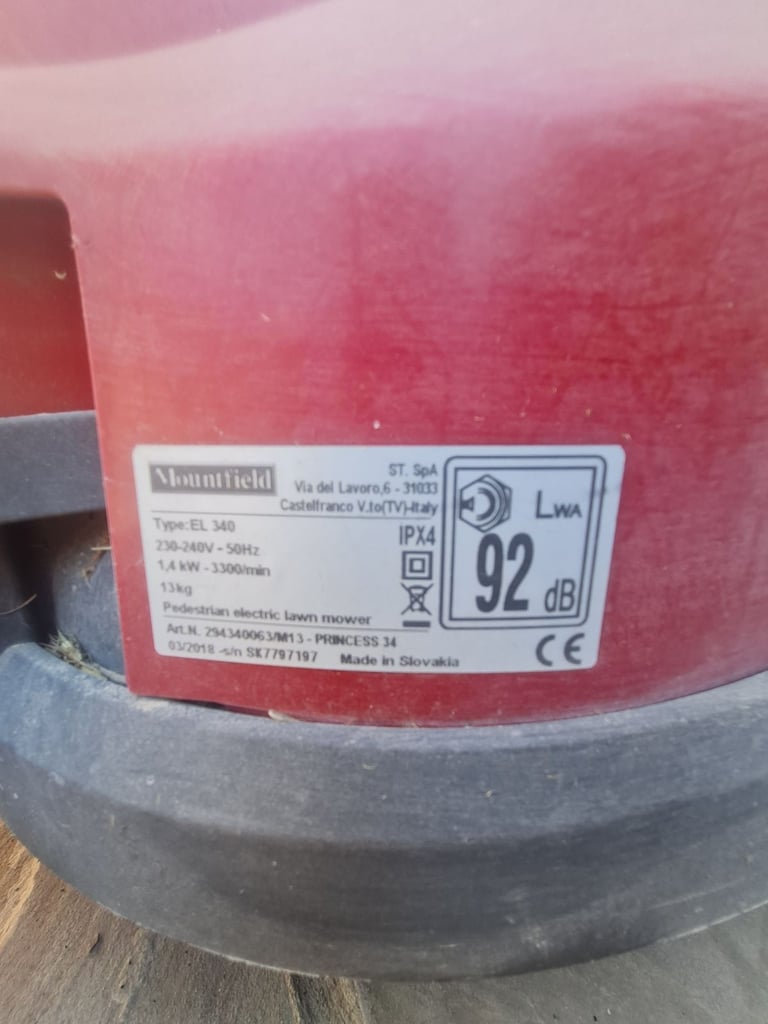 Mountfield
ST. SpA
Via del Lavoro,6 - 31033
Castelfranco V.to(TV)-Italy
Type:EL 340
230-240V - 50Hz
1,4 kW - 3300/min
13kg
Pedestrian electric lawn mower
Art.N. 294340063/M13 - PRINCESS 34
03/2018 -s/n SK7797197 Made in Slovakia
IPX4
LWA
92 dB
CE